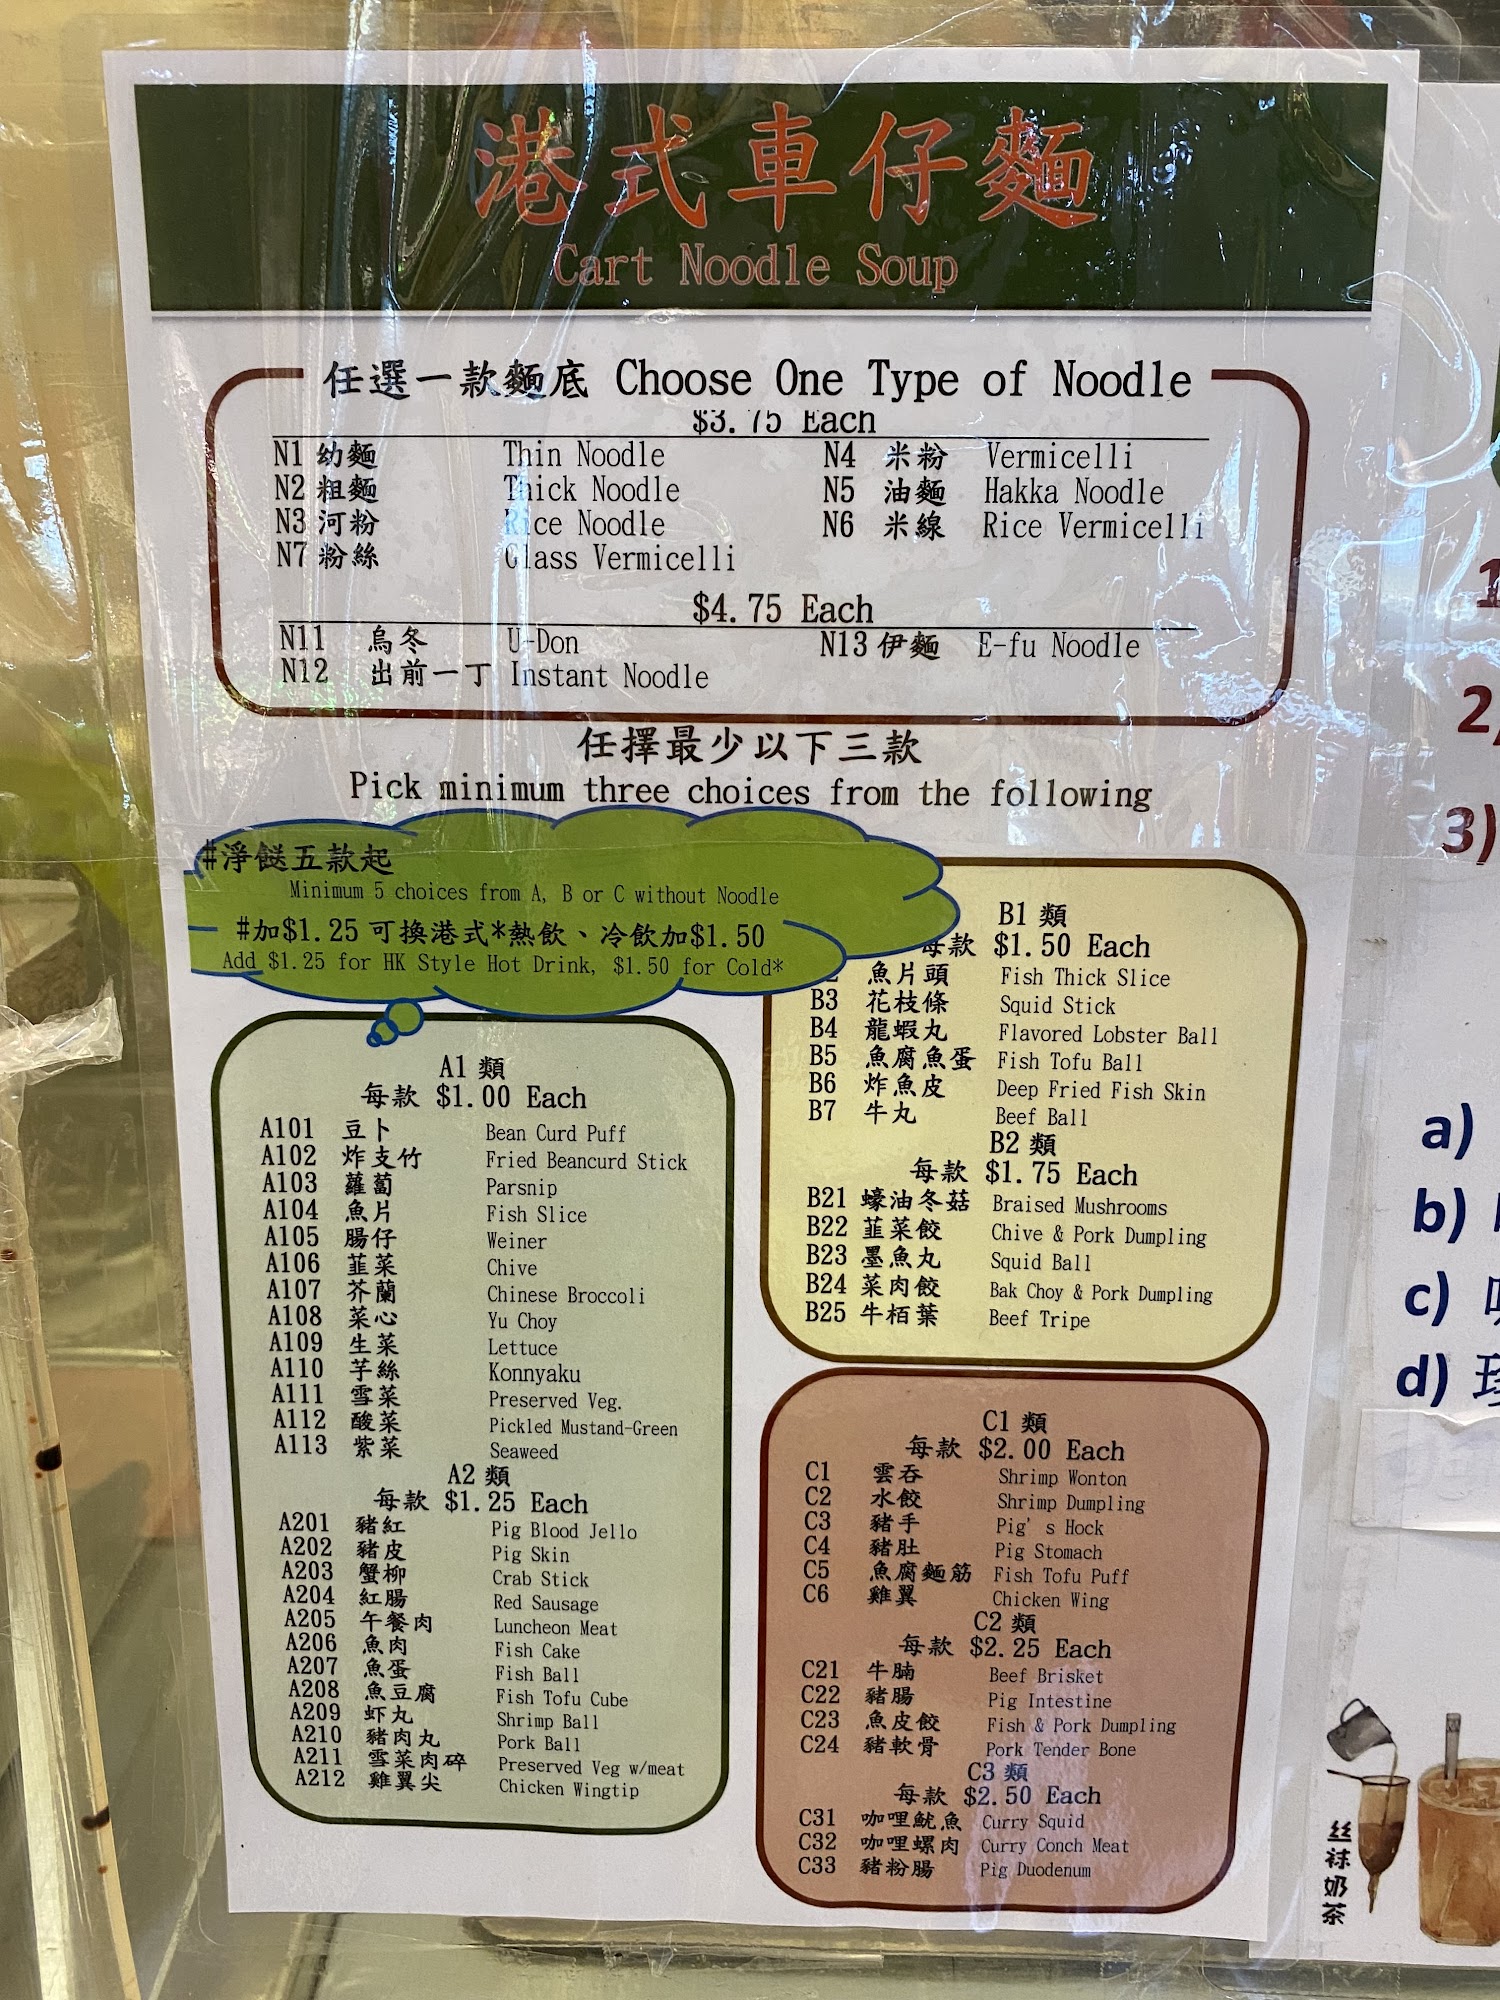 港式車仔麵
Cart Noodle Soup
任選一款麵底 Choose One Type of Noodle
$3.75 Each
N1 幼麵 Thin Noodle N4 米粉 Vermicelli
N2 粗麵 Thick Noodle N5 油麵 Hakka Noodle
N3 河粉 Rice Noodle N6 米線 Rice Vermicelli
N7 粉絲 Glass Vermicelli
$4.75 Each
N11 烏冬 U-Don N13 伊麵 E-fu Noodle
N12 出前一丁 Instant Noodle
任擇最少以下三款
Pick minimum three choices from the following
#淨餸五款起
Minimum 5 choices from A, B or C without Noodle
#加$1.25 可換港式*熱飲、冷飲加$1.50
Add $1.25 for HK Style Hot Drink, $1.50 for Cold*
A1 類
每款 $1.00 Each
A101 豆卜 Bean Curd Puff
A102 炸支竹 Fried Beancurd Stick
A103 蘿蔔 Parsnip
A104 魚片 Fish Slice
A105 腸仔 Weiner
A106 韮菜 Chive
A107 芥蘭 Chinese Broccoli
A108 菜心 Yu Choy
A109 生菜 Lettuce
A110 芋絲 Konnyaku
A111 雪菜 Preserved Veg.
A112 酸菜 Pickled Mustand-Green
A113 紫菜 Seaweed
A2 類
每款 $1.25 Each
A201 豬紅 Pig Blood Jello
A202 豬皮 Pig Skin
A203 蟹柳 Crab Stick
A204 紅腸 Red Sausage
A205 午餐肉 Luncheon Meat
A206 魚肉 Fish Cake
A207 魚蛋 Fish Ball
A208 魚豆腐 Fish Tofu Cube
A209 虾丸 Shrimp Ball
A210 豬肉丸 Pork Ball
A211 雪菜肉碎 Preserved Veg w/meat
A212 雞翼尖 Chicken Wingtip
B1 類
每款 $1.50 Each
魚片頭 Fish Thick Slice
B3 花枝條 Squid Stick
B4 龍蝦丸 Flavored Lobster Ball
B5 魚腐魚蛋 Fish Tofu Ball
B6 炸魚皮 Deep Fried Fish Skin
B7 牛丸 Beef Ball
B2 類
每款 $1.75 Each
B21 蠔油冬菇 Braised Mushrooms
B22 韮菜餃 Chive & Pork Dumpling
B23 墨魚丸 Squid Ball
B24 菜肉餃 Bak Choy & Pork Dumpling
B25 牛栢葉 Beef Tripe
C1 類
每款 $2.00 Each
C1 雲吞 Shrimp Wonton
C2 水餃 Shrimp Dumpling
C3 豬手 Pig's Hock
C4 豬肚 Pig Stomach
C5 魚腐麵筋 Fish Tofu Puff
C6 雞翼 Chicken Wing
C2 類
每款 $2.25 Each
C21 牛腩 Beef Brisket
C22 豬腸 Pig Intestine
C23 魚皮餃 Fish & Pork Dumpling
C24 豬軟骨 Pork Tender Bone
C3 類
每款 $2.50 Each
C31 咖哩魷魚 Curry Squid
C32 咖哩螺肉 Curry Conch Meat
C33 豬粉腸 Pig Duodenum
1
2)
3)
a)
b)
c)
d)
丝袜奶茶